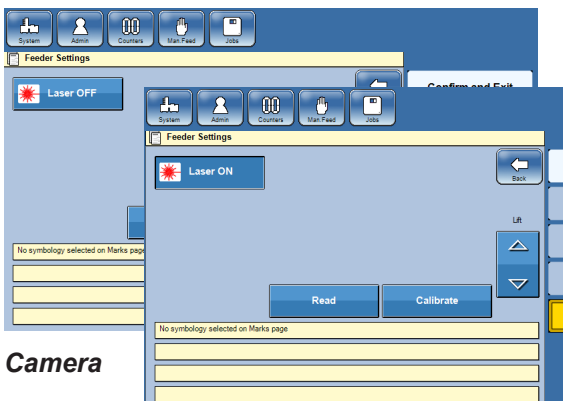 System Admin Counters Man.Feed Jobs
Feeder Settings
Laser OFF
Confirm and Exit
No symbology selected on Marks page
System Admin Counters Man.Feed Jobs
Feeder Settings
Laser ON
Back
Lift
Read Calibrate
No symbology selected on Marks page
Camera